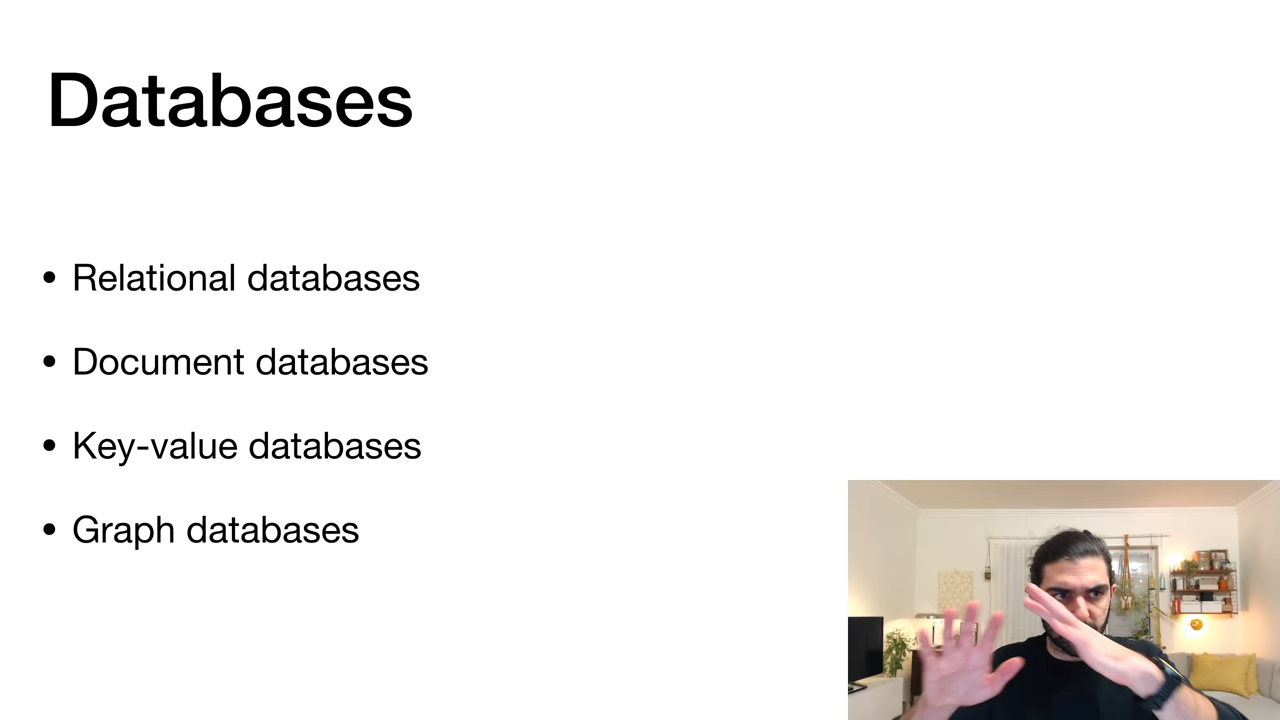 Databases
• Relational databases
• Document databases
• Key-value databases
• Graph databases